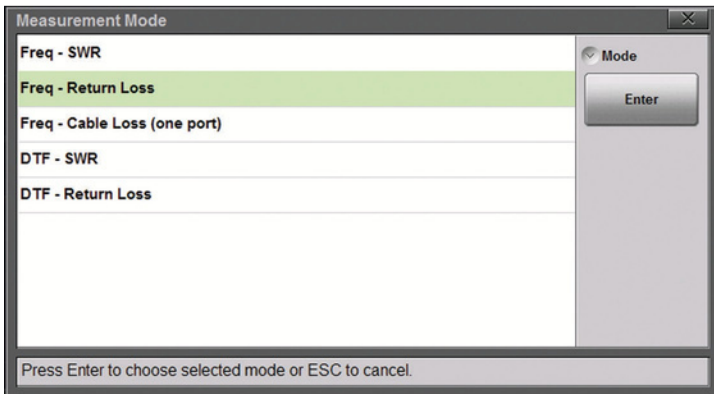 Measurement Mode
Freq - SWR
Mode
Freq - Return Loss
Enter
Freq - Cable Loss (one port)
DTF - SWR
DTF - Return Loss
Press Enter to choose selected mode or ESC to cancel.